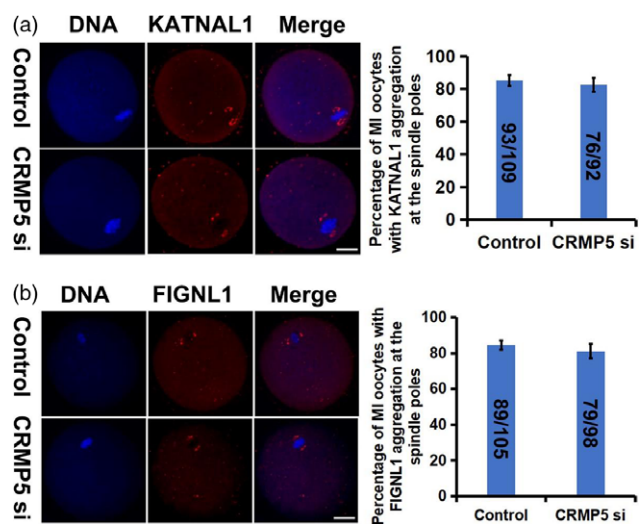 (a)
DNA KATNAL1 Merge
Control
CRMP5 si
Percentage of MI oocytes
with KATNAL1 aggregation
at the spindle poles
100
80
60
40
20
0
93/109
76/92
Control CRMP5 si
(b)
DNA FIGNL1 Merge
Control
CRMP5 si
Percentage of MI oocytes with
FIGNL1 aggregation at the
spindle poles
100
80
60
40
20
0
89/105
79/98
Control CRMP5 si